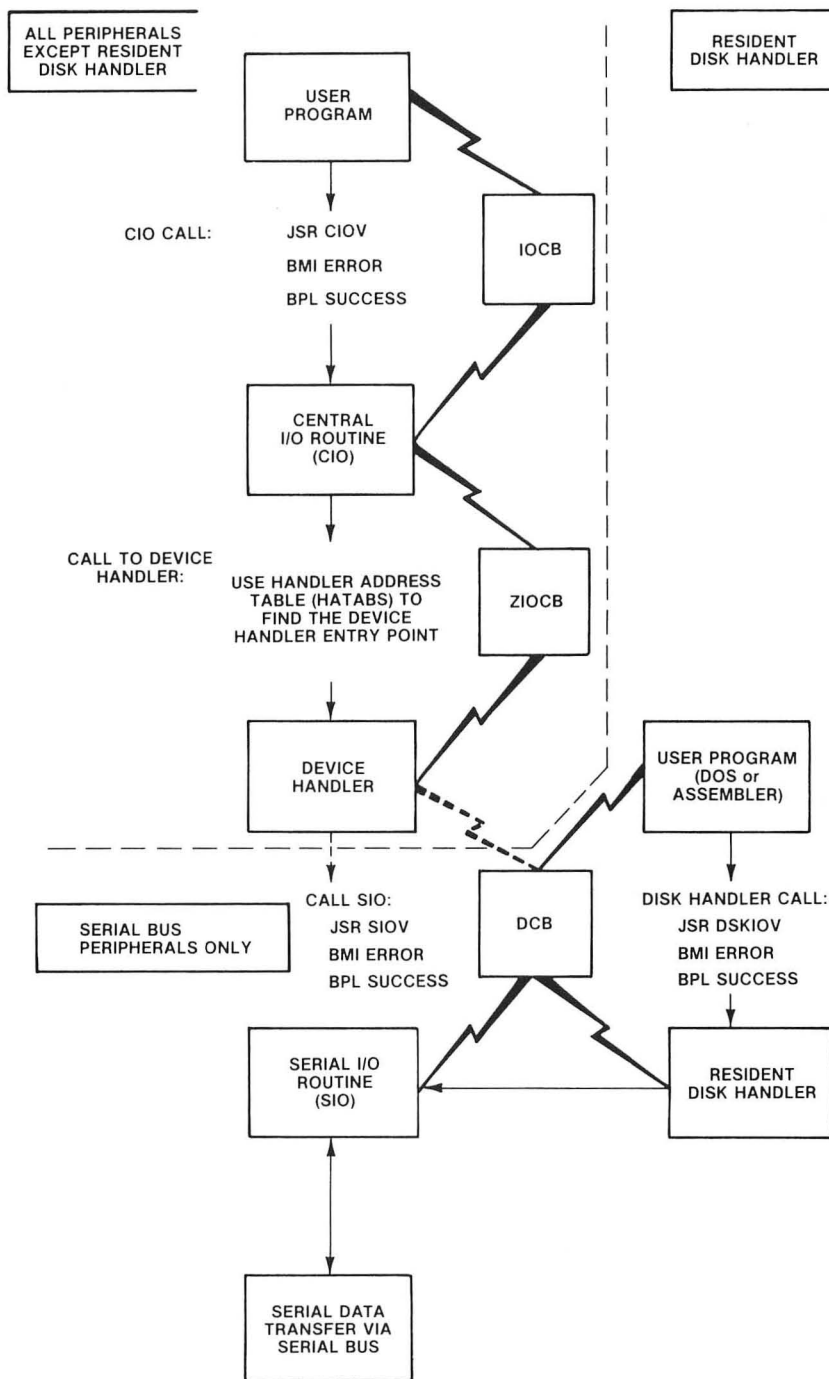 ALL PERIPHERALS
EXCEPT RESIDENT
DISK HANDLER
RESIDENT
DISK HANDLER
USER
PROGRAM
CIO CALL:
JSR CIOV
BMI ERROR
BPL SUCCESS
IOCB
CENTRAL
I/O ROUTINE
(CIO)
CALL TO DEVICE
HANDLER:
USE HANDLER ADDRESS
TABLE (HATABS) TO
FIND THE DEVICE
HANDLER ENTRY POINT
ZIOCB
DEVICE
HANDLER
USER PROGRAM
(DOS or
ASSEMBLER)
SERIAL BUS
PERIPHERALS ONLY
CALL SIO:
JSR SIOV
BMI ERROR
BPL SUCCESS
DCB
DISK HANDLER CALL:
JSR DSKIOV
BMI ERROR
BPL SUCCESS
SERIAL I/O
ROUTINE
(SIO)
RESIDENT
DISK HANDLER
SERIAL DATA
TRANSFER VIA
SERIAL BUS